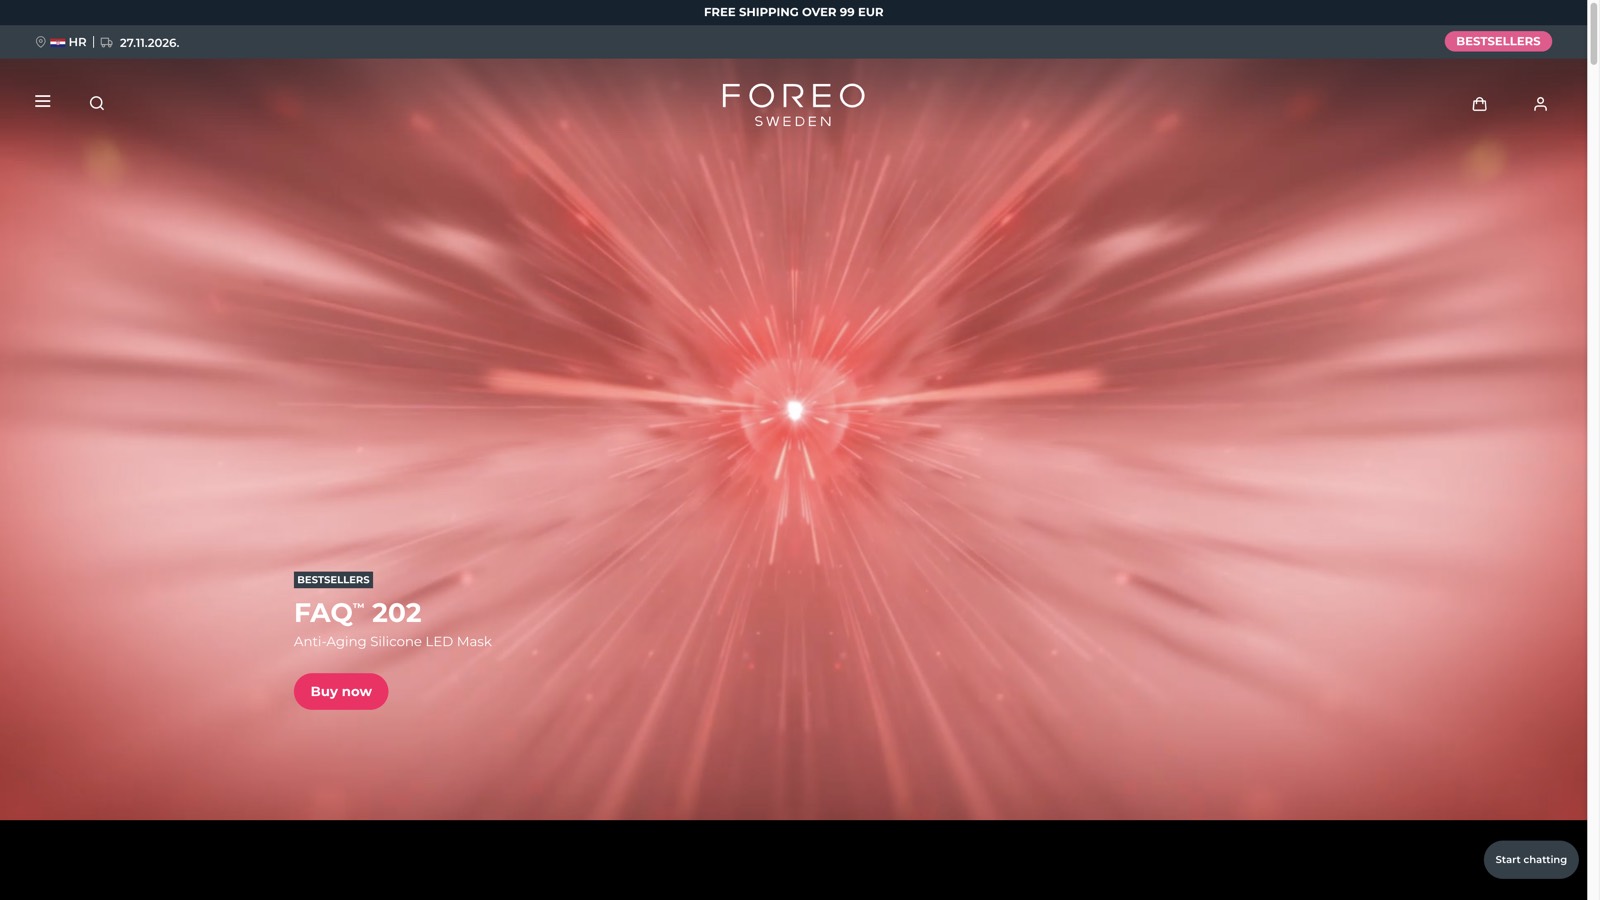 FREE SHIPPING OVER 99 EUR
HR | 27.11.2026.
BESTSELLERS
FOREO
SWEDEN
BESTSELLERS
FAQ™ 202
Anti-Aging Silicone LED Mask
Buy now
Start chatting